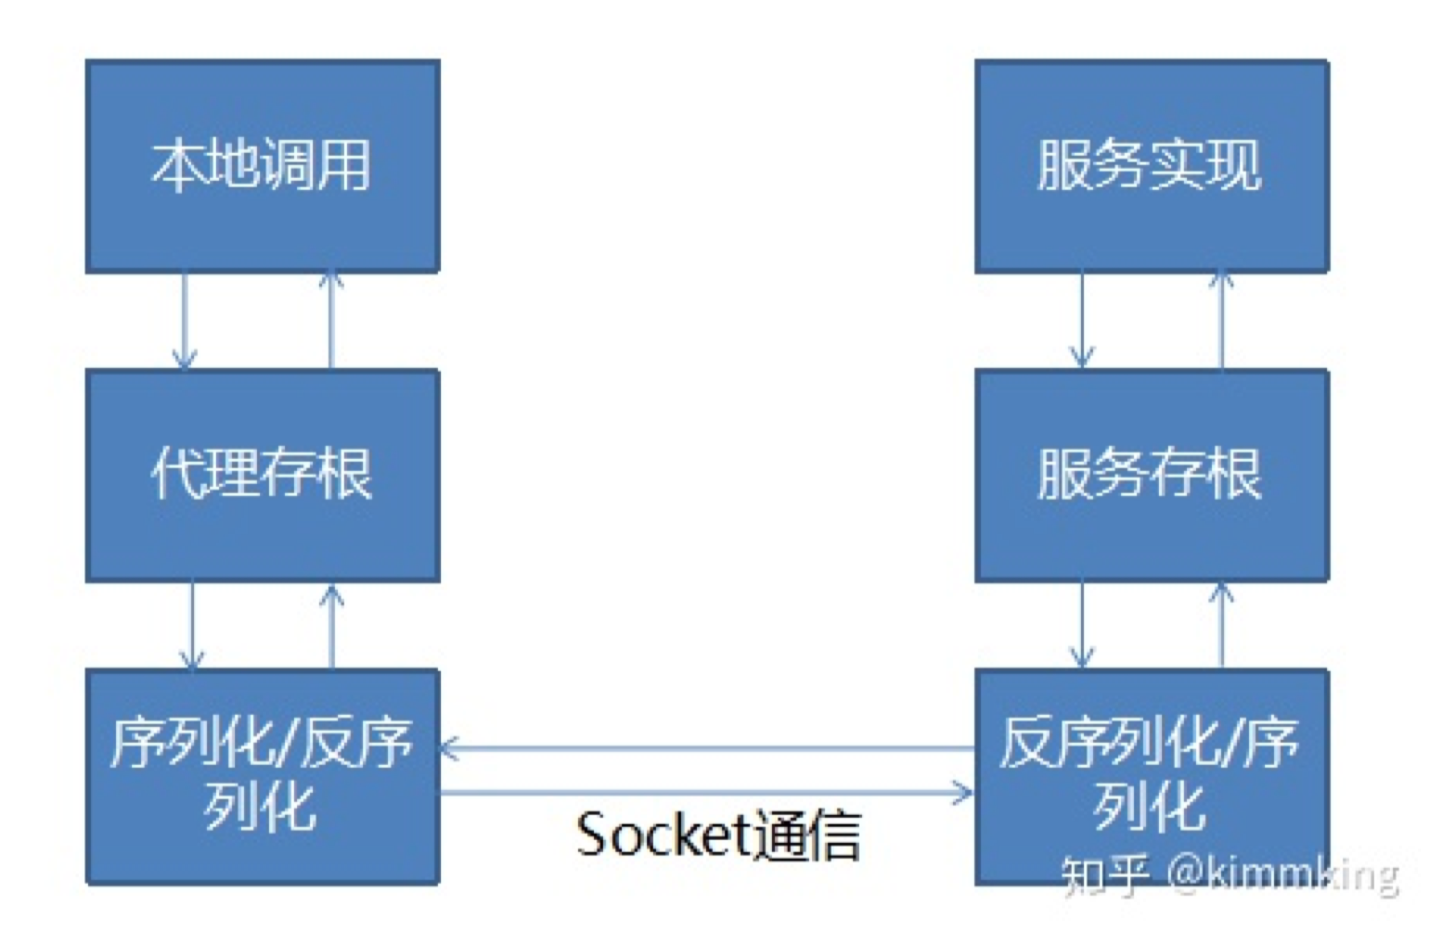 本地调用
服务实现
代理存根
服务存根
序列化/反序
列化
反序列化/序
列化
Socket通信
知乎 @kimmking